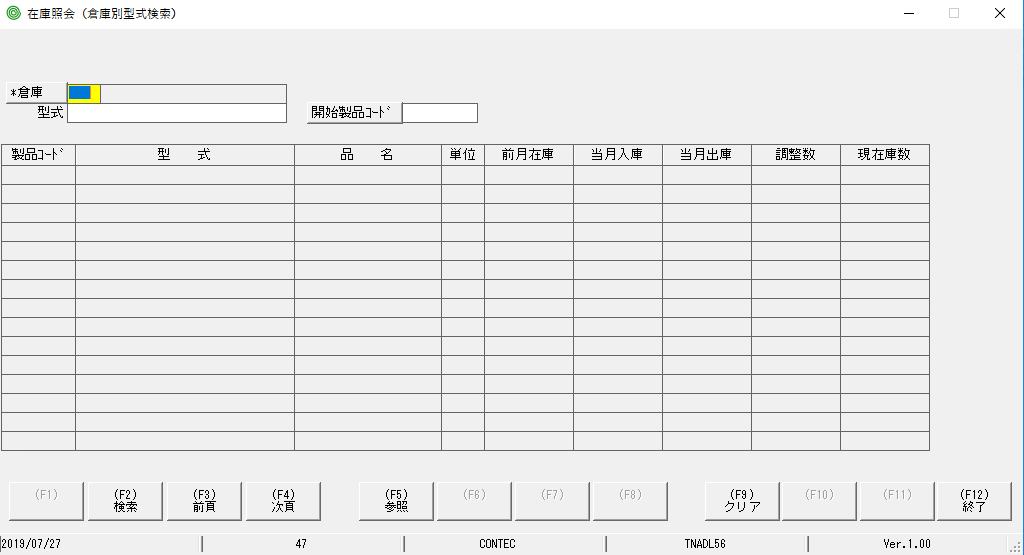 在庫照会（倉庫別型式検索）
*倉庫
型式
開始製品ｺｰﾄﾞ
製品ｺｰﾄﾞ 型　　式 品　　名 単位 前月在庫 当月入庫 当月出庫 調整数 現在庫数
(F1) (F2) (F3) (F4) (F5) (F6) (F7) (F8) (F9) (F10) (F11) (F12)
検索 前頁 次頁 参照 クリア 終了
2019/07/27 47 CONTEC TNADL56 Ver.1.00